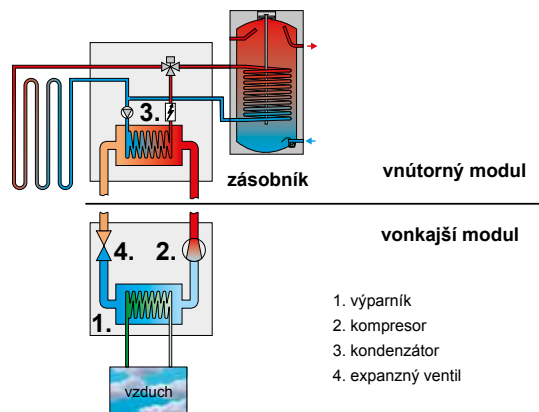 3.
zásobník
vnútorný modul
vonkajší modul
4.
2.
1.
vzduch
1. výparník
2. kompresor
3. kondenzátor
4. expanzný ventil